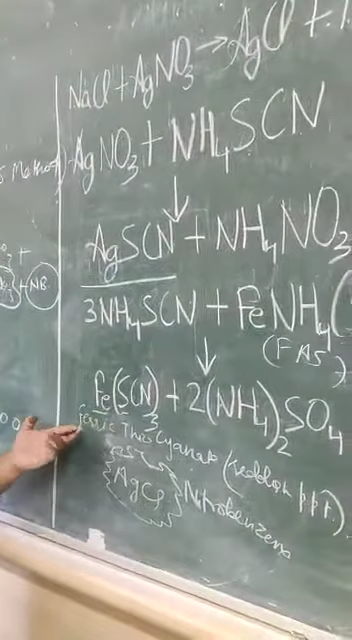 NaCl + AgNO3 → AgCl +
AgNO3 + NH4SCN
↓
AgSCN + NH4NO3
3NH4SCN + FeNH4(
(FAS)
↓
Fe(SCN)3 + 2(NH4)2SO4
Ferric Thio Cyanate (reddish ppt.)
AgCl Nitrobenzene
+ NB